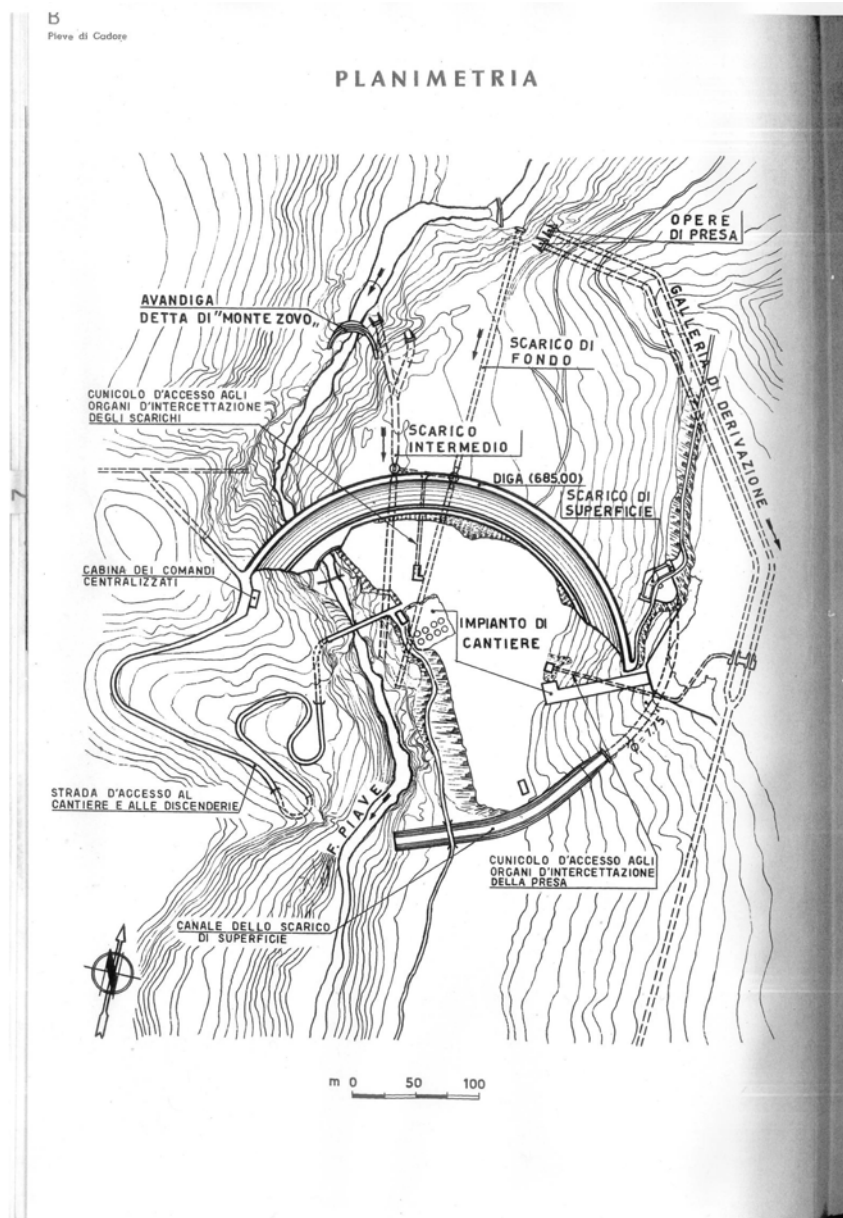 B
Pieve di Cadore
PLANIMETRIA
OPERE
DI PRESA
AVANDIGA
DETTA DI "MONTE ZOVO„
GALLERIA DI DERIVAZIONE
SCARICO DI
FONDO
CUNICOLO D'ACCESSO AGLI
ORGANI D'INTERCETTAZIONE
DEGLI SCARICHI
SCARICO
INTERMEDIO
DIGA (685,00)
SCARICO DI
SUPERFICIE
7
CABINA DEI COMANDI
CENTRALIZZATI
IMPIANTO DI
CANTIERE
Φ=7.75
STRADA D'ACCESSO AL
CANTIERE E ALLE DISCENDERIE
F. PIAVE
CUNICOLO D'ACCESSO AGLI
ORGANI D'INTERCETTAZIONE
DELLA PRESA
CANALE DELLO SCARICO
DI SUPERFICIE
m 0 50 100